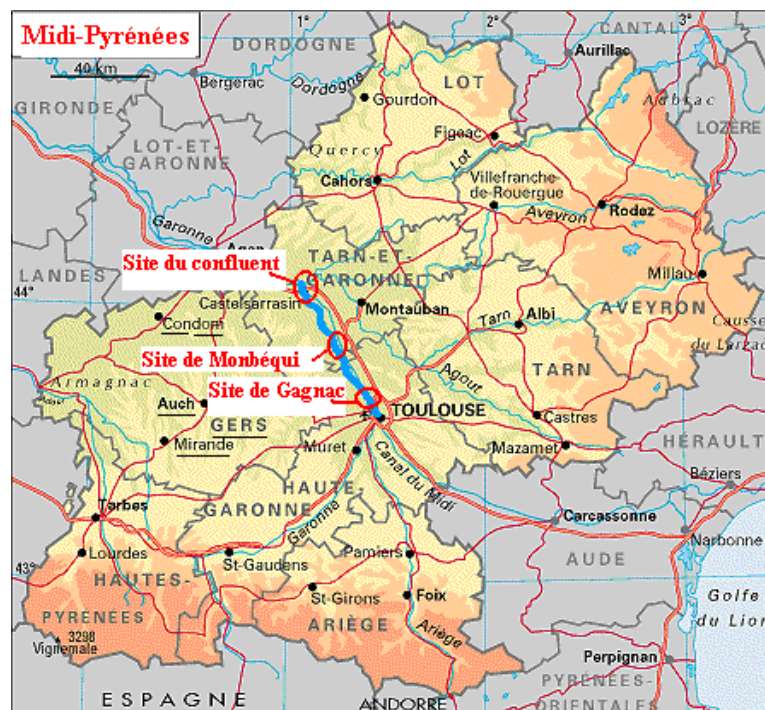 Midi-Pyrénées
1°
2°
3°
CANTAL
DORDOGNE
Aurillac
40 km
Bergerac
Dordogne
LOT
Gourdon
Aubrac
GIRONDE
LOZÈRE
LOT-ET-
GARONNE
Figeac
Quercy
Lot
Cahors
Villefranche-
de-Rouergue
Aveyron
Rodez
Garonne
Agen
TARN-ET-
GARONNE
Site du confluent
LANDES
Millau
44°
Castelsarrasin
Montauban
AVEYRON
Condom
Tarn
Albi
Causse
du Larzac
Site de Monbéqui
TARN
Armagnac
Site de Gagnac
Agout
Adour
Auch
TOULOUSE
Castres
GERS
Mirande
Muret
Mazamet
HÉRAULT
Canal du Midi
Béziers
HAUTE-
GARONNE
Garonne
Tarbes
Carcassonne
Narbonne
Lourdes
43°
St-Gaudens
Pamiers
AUDE
HAUTES-
PYRÉNÉES
St-Girons
Foix
Golfe
du Lion
ARIÈGE
Ariège
3298
Vignemale
Perpignan
ESPAGNE
ANDORRE
PYRÉNÉES-
ORIENTALES